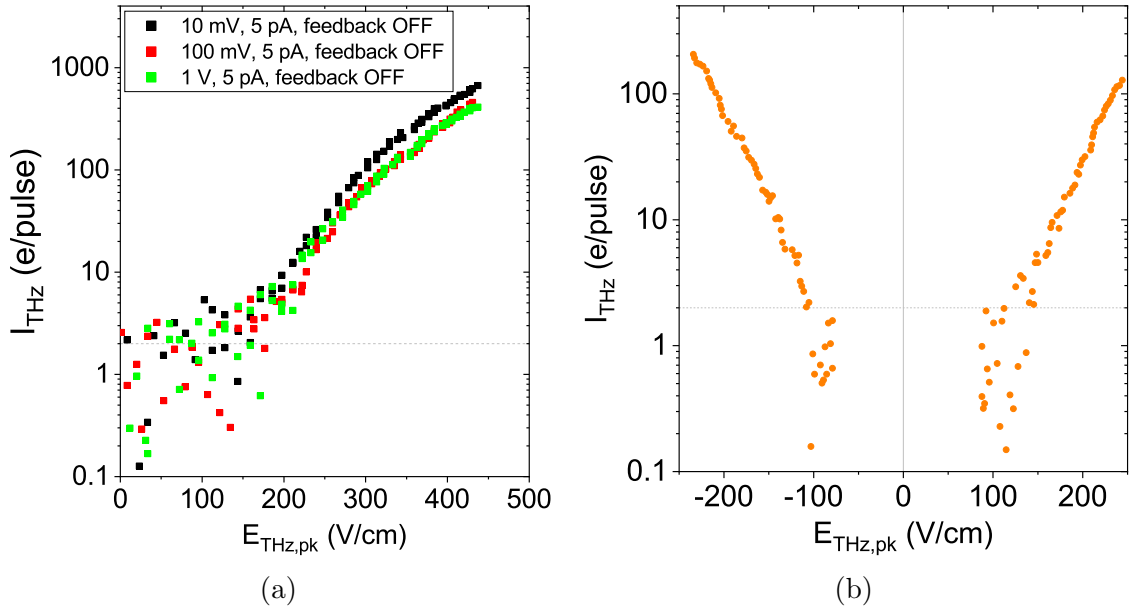 10 mV, 5 pA, feedback OFF
100 mV, 5 pA, feedback OFF
1 V, 5 pA, feedback OFF
I_THz (e/pulse)
1000
100
10
1
0.1
0 100 200 300 400 500
E_THz,pk (V/cm)
(a)
I_THz (e/pulse)
100
10
1
0.1
-200 -100 0 100 200
E_THz,pk (V/cm)
(b)